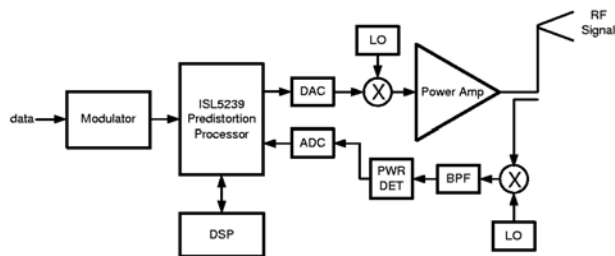 RF
Signal
LO
ISL5239
Predistortion
Processor
DAC
X
Power Amp
data
Modulator
ADC
PWR
DET
BPF
X
DSP
LO